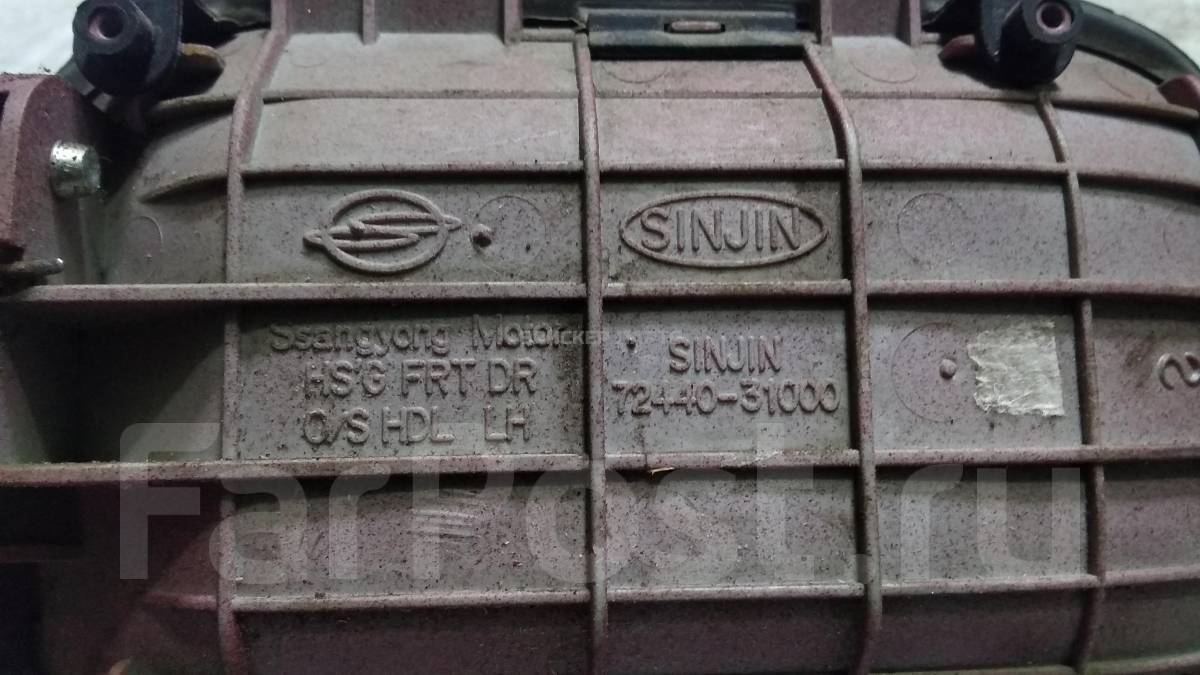 SINJIN
Ssangyong Motor
HS'G FRT DR
O/S HDL LH
SINJIN
72440-31000
FarPost.ru